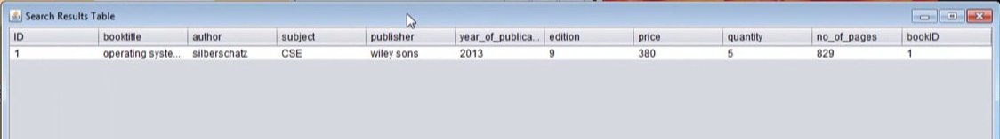 Search Results Table
ID booktitle author subject publisher year_of_publica... edition price quantity no_of_pages bookID
1 operating syste... silberschatz CSE wiley sons 2013 9 380 5 829 1